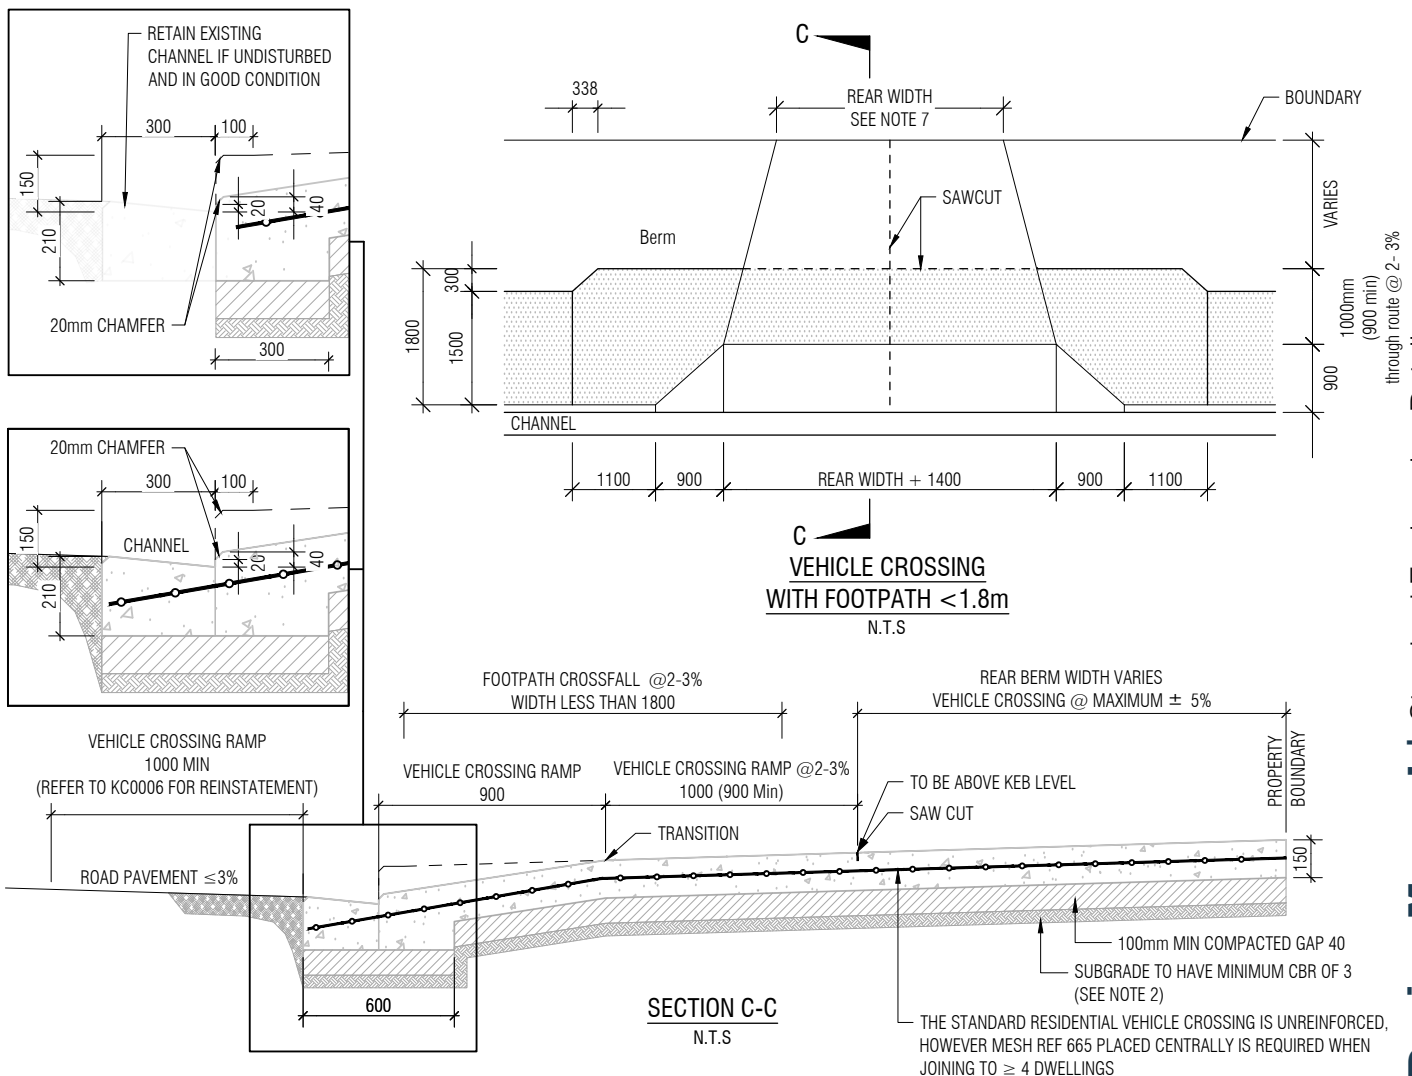 RETAIN EXISTING
CHANNEL IF UNDISTURBED
AND IN GOOD CONDITION
300
100
150
210
20
40
20mm CHAMFER
300
20mm CHAMFER
300
100
150
CHANNEL
210
20
40
C
338
REAR WIDTH
SEE NOTE 7
BOUNDARY
SAWCUT
Berm
VARIES
300
1800
1500
1000mm
(900 min)
through route @ 2- 3%
900
CHANNEL
1100
900
REAR WIDTH + 1400
900
1100
C
VEHICLE CROSSING
WITH FOOTPATH <1.8m
N.T.S
FOOTPATH CROSSFALL @2-3%
WIDTH LESS THAN 1800
REAR BERM WIDTH VARIES
VEHICLE CROSSING @ MAXIMUM ± 5%
VEHICLE CROSSING RAMP
1000 MIN
(REFER TO KC0006 FOR REINSTATEMENT)
VEHICLE CROSSING RAMP
900
VEHICLE CROSSING RAMP @2-3%
1000 (900 Min)
PROPERTY
BOUNDARY
TO BE ABOVE KEB LEVEL
SAW CUT
TRANSITION
ROAD PAVEMENT ≤3%
150
600
100mm MIN COMPACTED GAP 40
SUBGRADE TO HAVE MINIMUM CBR OF 3
(SEE NOTE 2)
THE STANDARD RESIDENTIAL VEHICLE CROSSING IS UNREINFORCED,
HOWEVER MESH REF 665 PLACED CENTRALLY IS REQUIRED WHEN
JOINING TO ≥ 4 DWELLINGS
SECTION C-C
N.T.S